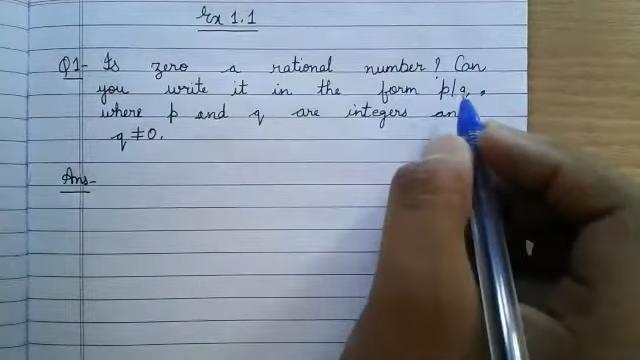 Ex 1.1
Q1- Is zero a rational number? Can
you write it in the form p/q,
where p and q are integers an
q ≠ 0.
Ans-